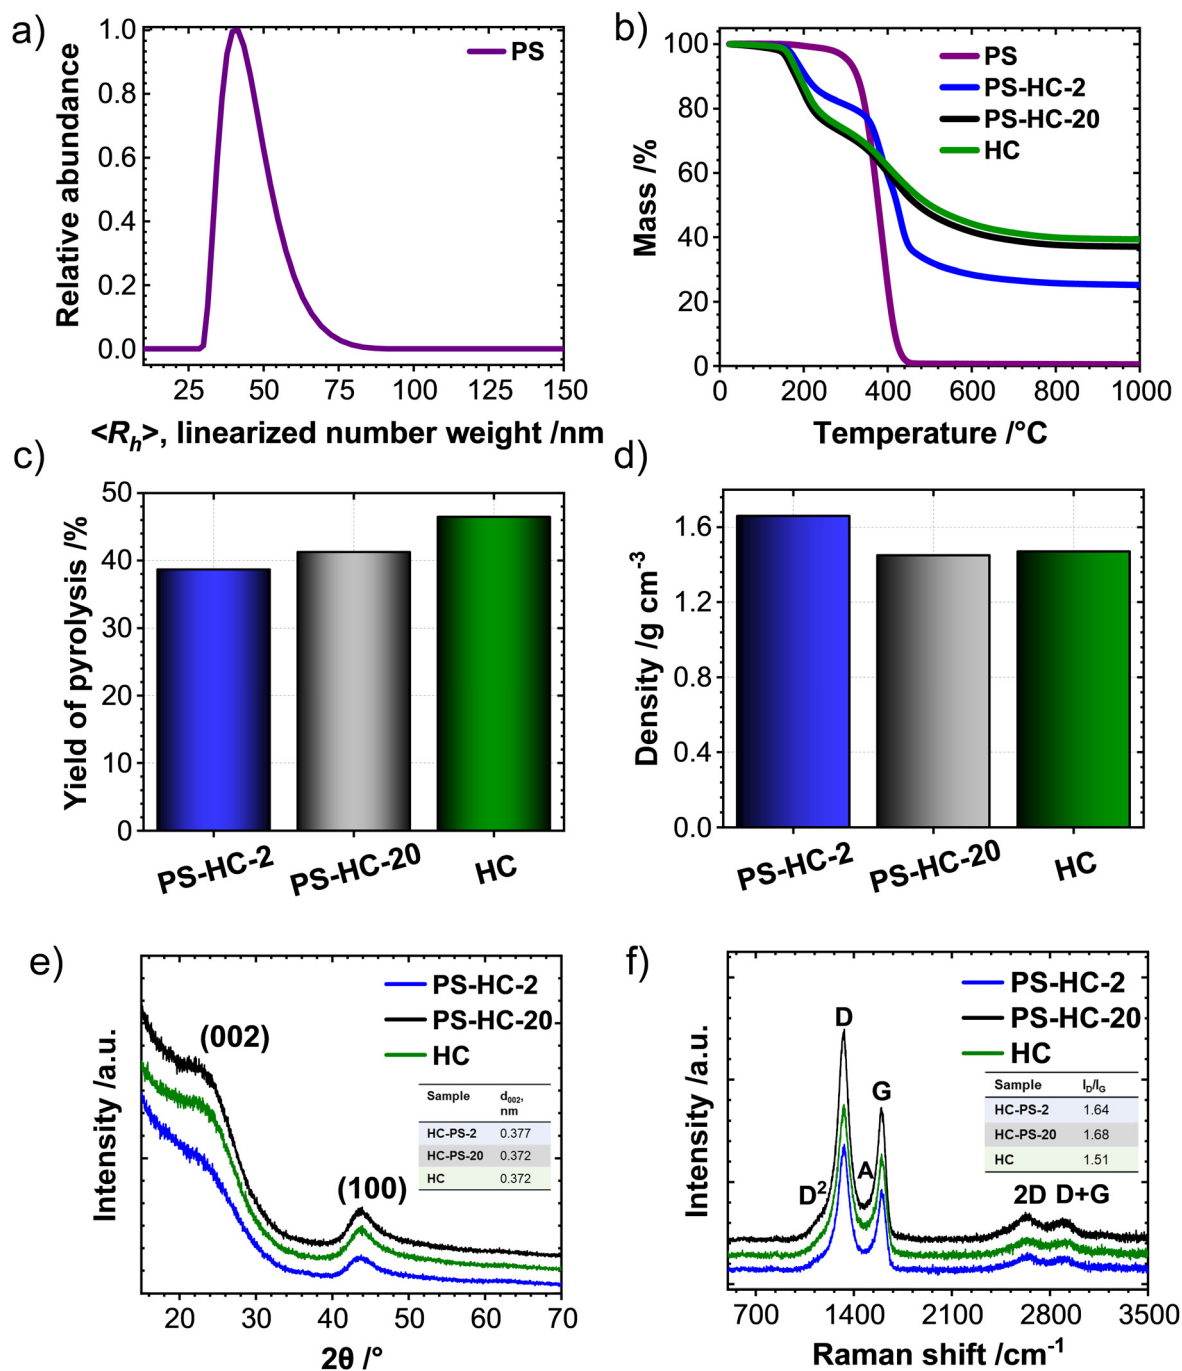 a)
1.0
0.8
0.6
0.4
0.2
0.0
Relative abundance
PS
25 50 75 100 125 150
<Rₕ>, linearized number weight /nm
b)
100
80
60
40
20
0
Mass /%
PS
PS-HC-2
PS-HC-20
HC
0 200 400 600 800 1000
Temperature /°C
c)
50
40
30
20
10
0
Yield of pyrolysis /%
PS-HC-2 PS-HC-20 HC
d)
1.6
1.2
0.8
0.4
0.0
Density /g cm⁻³
PS-HC-2 PS-HC-20 HC
e)
Intensity /a.u.
PS-HC-2
PS-HC-20
HC
(002)
(100)
Sample d₀₀₂,
nm
HC-PS-2 0.377
HC-PS-20 0.372
HC 0.372
20 30 40 50 60 70
2θ /°
f)
Intensity /a.u.
PS-HC-2
PS-HC-20
HC
D
G
A
D²
2D D+G
Sample I_D/I_G
HC-PS-2 1.64
HC-PS-20 1.68
HC 1.51
700 1400 2100 2800 3500
Raman shift /cm⁻¹